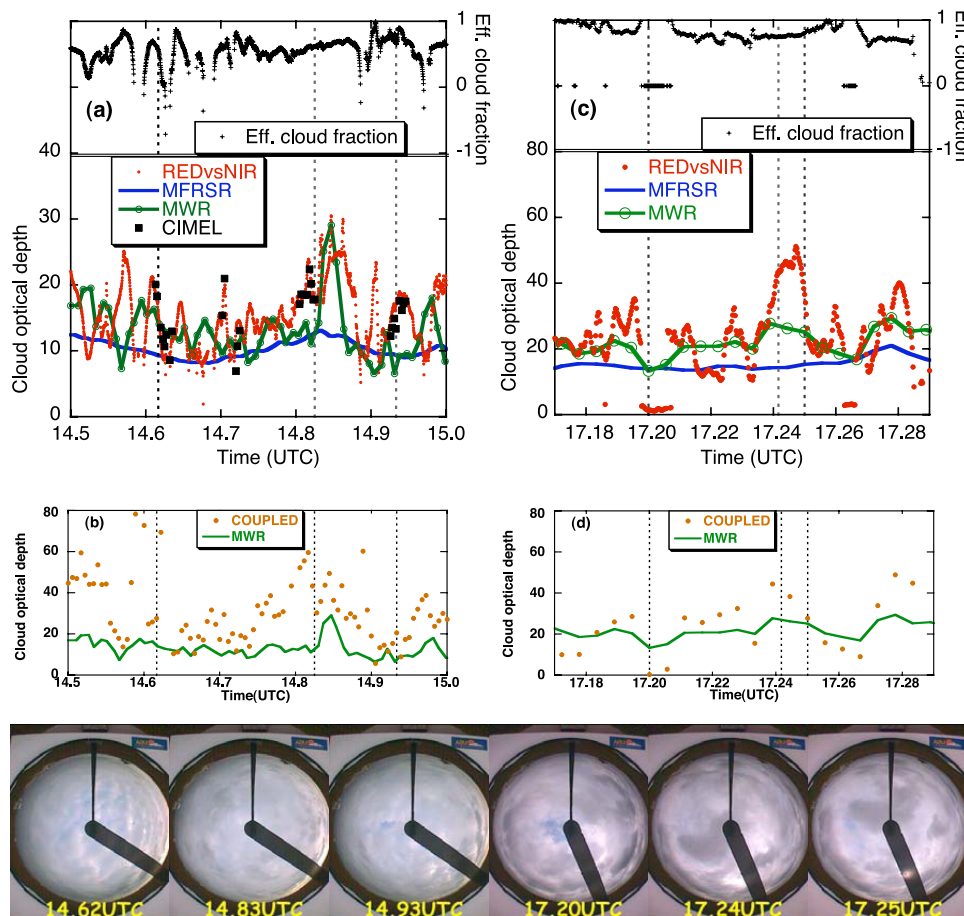 1
0
-1
Eff. cloud fraction
(a)
+ Eff. cloud fraction
40
30
20
10
0
REDvsNIR
MFRSR
MWR
CIMEL
Cloud optical depth
14.5 14.6 14.7 14.8 14.9 15.0
Time (UTC)
1
0
-1
Eff. cloud fraction
(c)
+ Eff. cloud fraction
80
60
40
20
0
REDvsNIR
MFRSR
MWR
Cloud optical depth
17.18 17.20 17.22 17.24 17.26 17.28
Time (UTC)
80
60
40
20
0
(b)
COUPLED
MWR
Cloud optical depth
14.5 14.6 14.7 14.8 14.9 15.0
Time(UTC)
80
60
40
20
0
(d)
COUPLED
MWR
Cloud optical depth
17.18 17.20 17.22 17.24 17.26 17.28
Time(UTC)
14.62UTC 14.83UTC 14.93UTC 17.20UTC 17.24UTC 17.25UTC